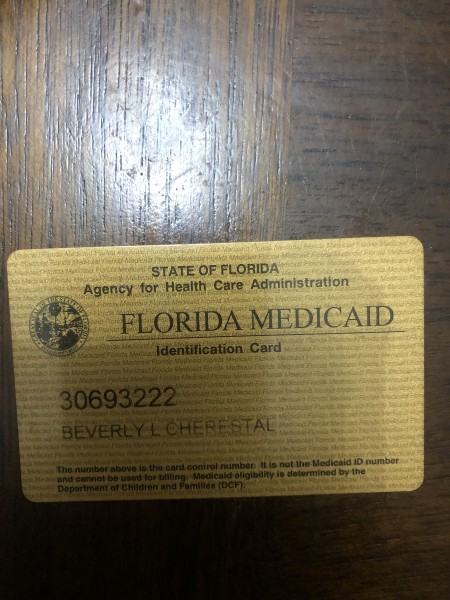 STATE OF FLORIDA
Agency for Health Care Administration
FLORIDA MEDICAID
Identification Card
30693222
BEVERLY L CHERESTAL
The number above is the card control number. It is not the Medicaid ID number
and cannot be used for billing. Medicaid eligibility is determined by the
Department of Children and Families (DCF).